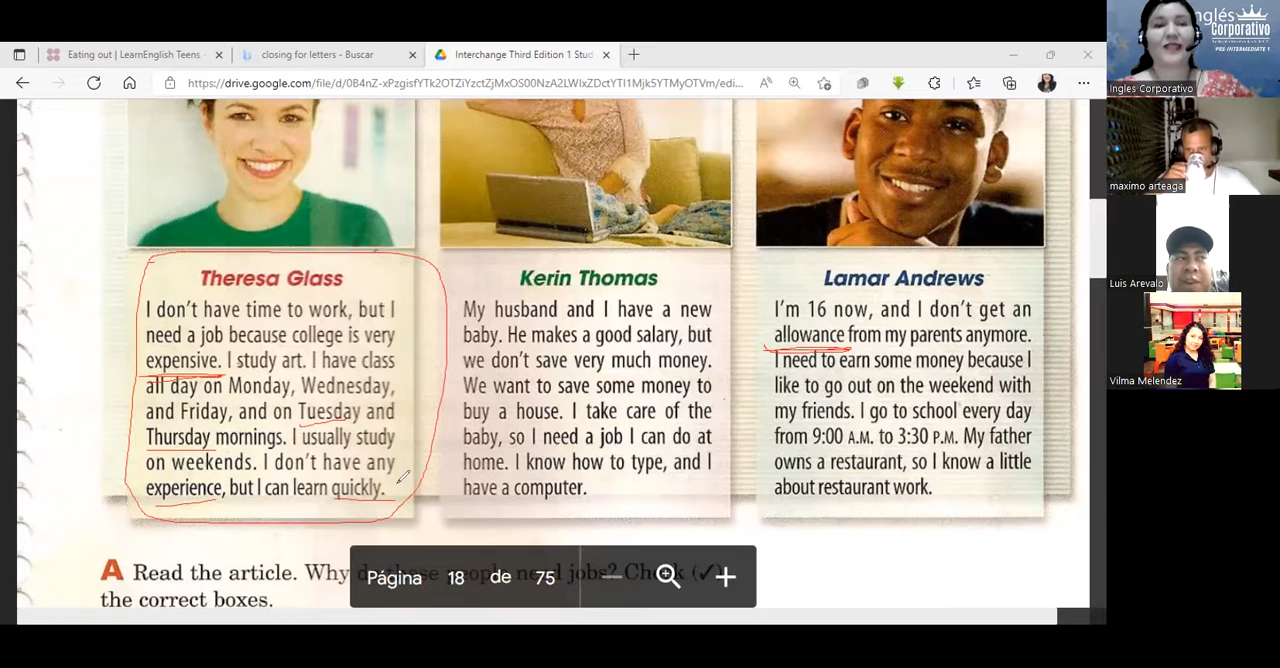 Eating out | LearnEnglish Teens -
closing for letters - Buscar
Interchange Third Edition 1 Stud
https://drive.google.com/file/d/0B4nZ-xPzgisfYTk2OTZiYzctZjMxOS00NzA2LWIxZDctYTI1Mjk5YTMyOTVm/edi...
Theresa Glass
I don't have time to work, but I
need a job because college is very
expensive. I study art. I have class
all day on Monday, Wednesday,
and Friday, and on Tuesday and
Thursday mornings. I usually study
on weekends. I don't have any
experience, but I can learn quickly.
Kerin Thomas
My husband and I have a new
baby. He makes a good salary, but
we don't save very much money.
We want to save some money to
buy a house. I take care of the
baby, so I need a job I can do at
home. I know how to type, and I
have a computer.
Lamar Andrews
I'm 16 now, and I don't get an
allowance from my parents anymore.
I need to earn some money because I
like to go out on the weekend with
my friends. I go to school every day
from 9:00 A.M. to 3:30 P.M. My father
owns a restaurant, so I know a little
about restaurant work.
A Read the article. Why do these people need jobs? Check (✓)
the correct boxes.
Página 18 de 75
Inglés
Corporativo
PRE-INTERMEDIATE 1
Ingles Corporativo
maximo arteaga
Luis Arevalo
Vilma Melendez